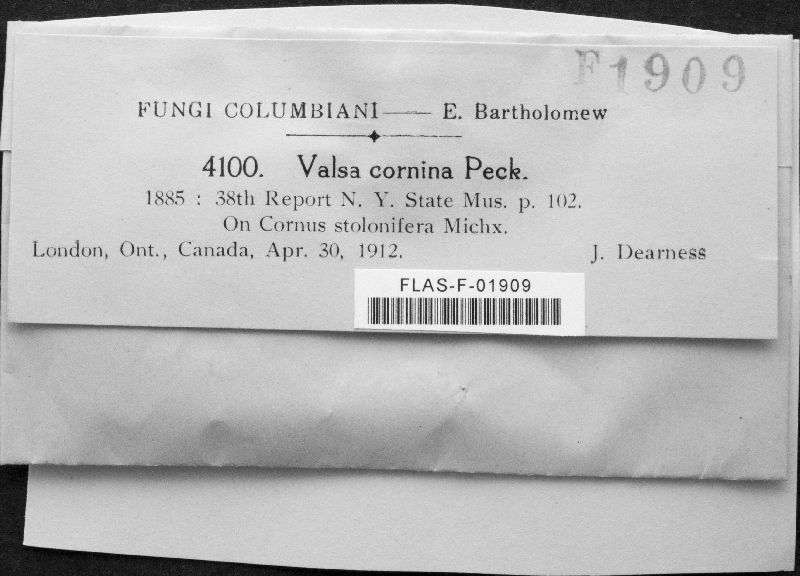 F1909
FUNGI COLUMBIANI—— E. Bartholomew
4100. Valsa cornina Peck.
1885 : 38th Report N. Y. State Mus. p. 102.
On Cornus stolonifera Michx.
London, Ont., Canada, Apr. 30, 1912. J. Dearness
FLAS-F-01909